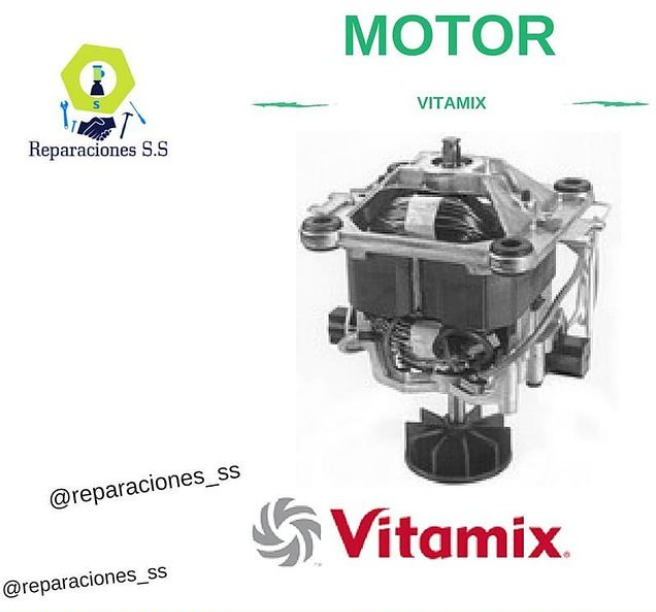 MOTOR
VITAMIX
S
Reparaciones S.S
@reparaciones_ss
Vitamix.
@reparaciones_ss